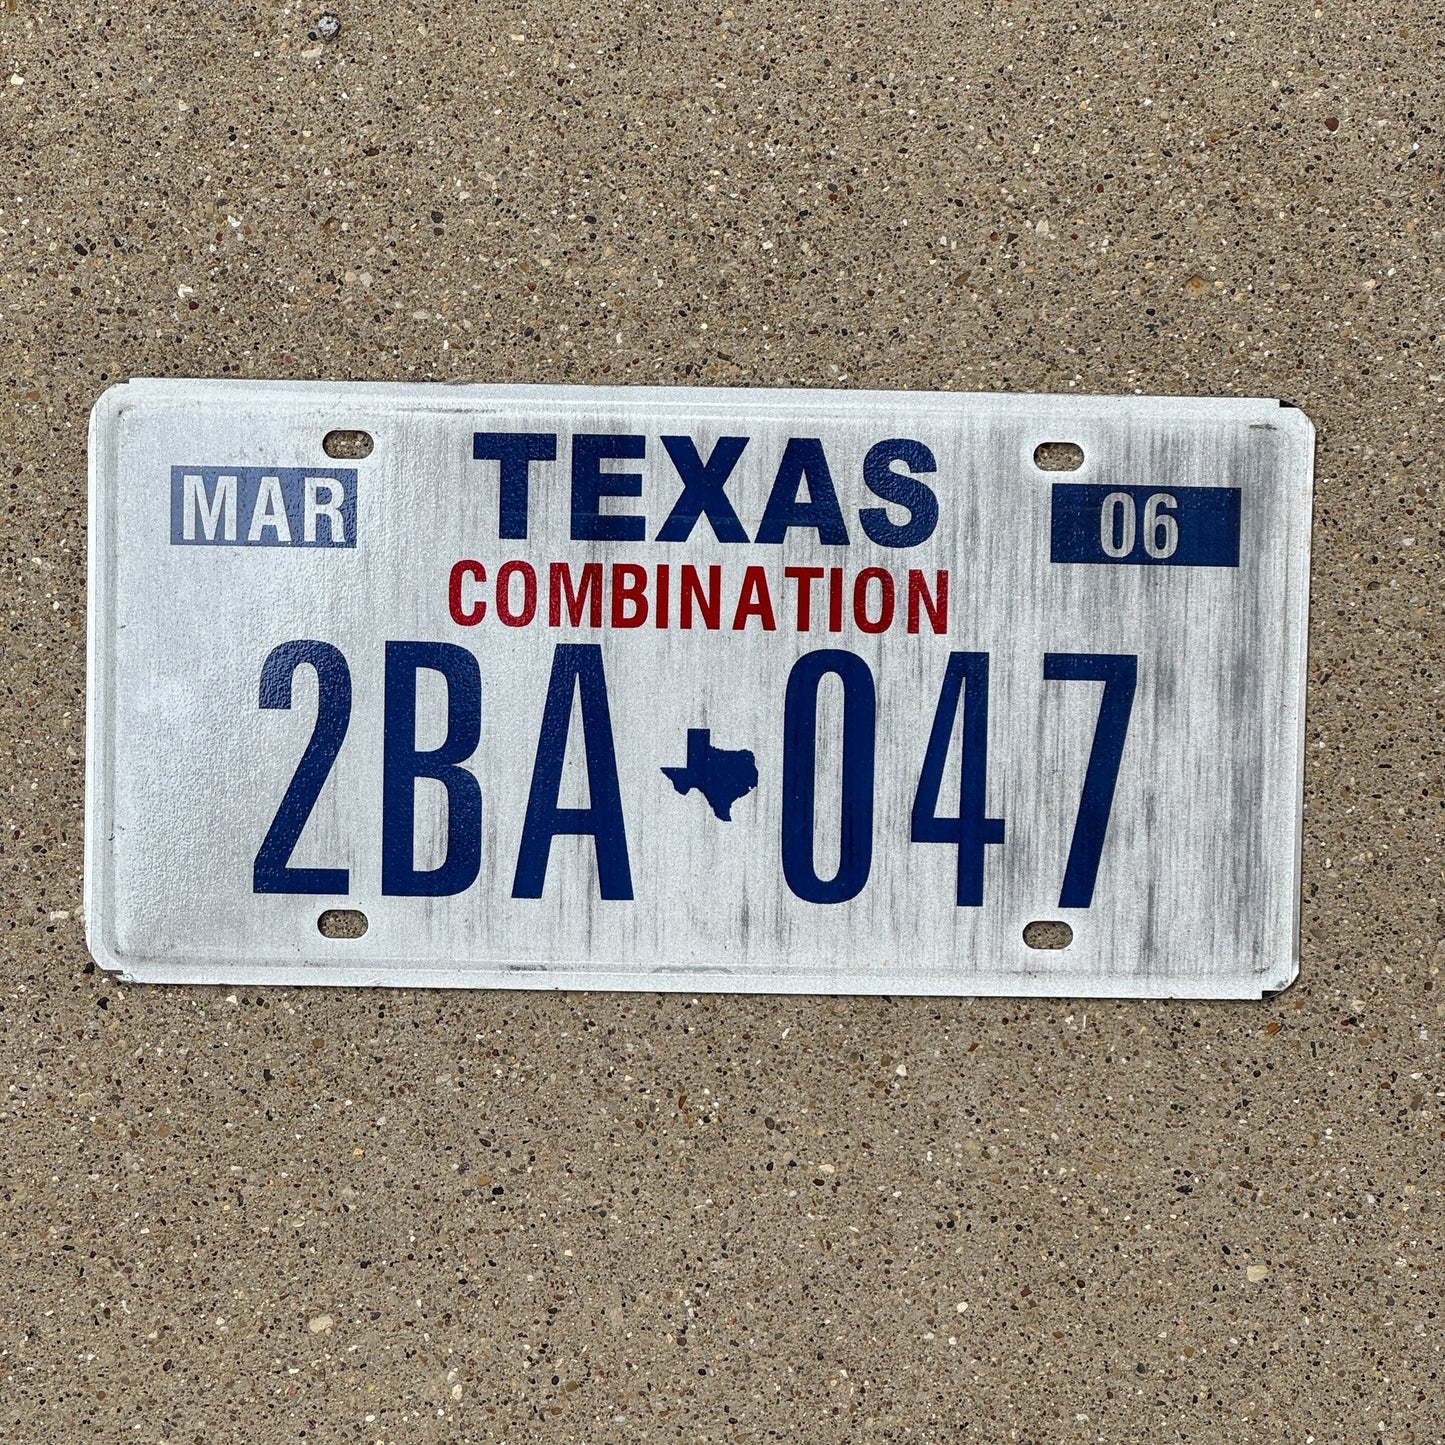 MAR TEXAS 06
COMBINATION
2BA 047